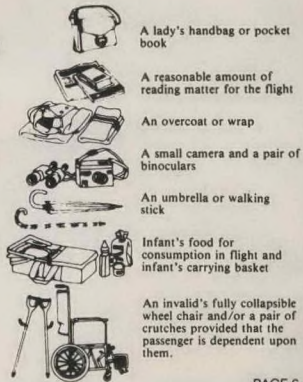 A lady's handbag or pocket
book
A reasonable amount of
reading matter for the flight
An overcoat or wrap
A small camera and a pair of
binoculars
An umbrella or walking
stick
Infant's food for
consumption in flight and
infant's carrying basket
An invalid's fully collapsible
wheel chair and/or a pair of
crutches provided that the
passenger is dependent upon
them.